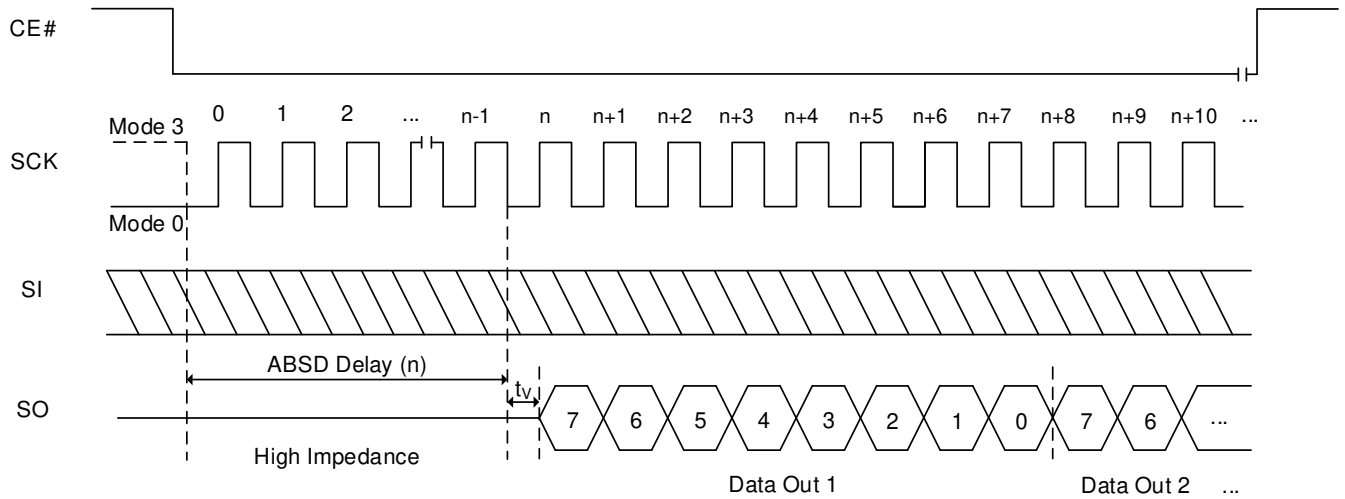 CE#
0 1 2 ... n-1 n n+1 n+2 n+3 n+4 n+5 n+6 n+7 n+8 n+9 n+10 ...
Mode 3
SCK
Mode 0
SI
ABSD Delay (n)
tV
SO
7 6 5 4 3 2 1 0 7 6 ...
High Impedance
Data Out 1 Data Out 2 ...